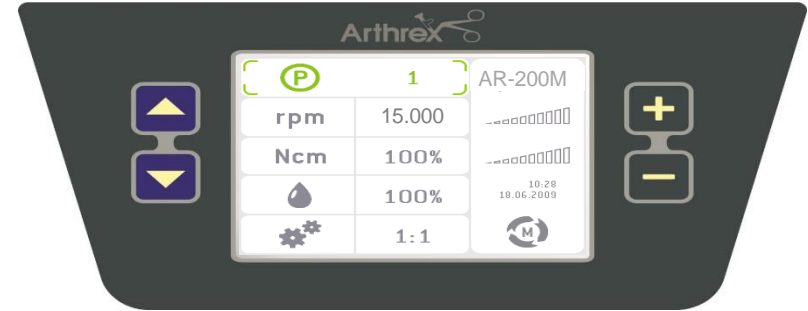 Arthrex
P 1 AR-200M
rpm 15.000
Ncm 100%
100%
10:28
18.06.2009
1:1
M